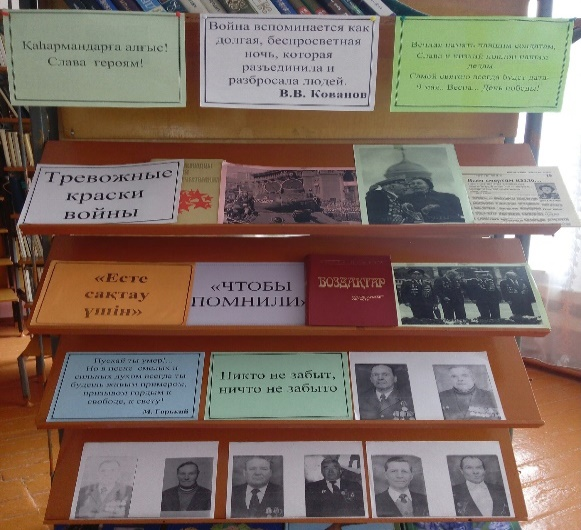 Қаһармандарға алғыс!
Слава героям!
Война вспоминается как
долгая, беспросветная
ночь, которая
разъединила и
разбросала людей.
В.В. Кованов
Вечная память павшим солдатам,
Слава и низкий поклон
Самой святой всегда будет дата
9 мая. Весна... День победы!
Тревожные
краски
войны
«Есте
сақтау
үшін»
«ЧТОБЫ
ПОМНИЛИ»
БОЗДАҚТАР
Пускай ты умер!..
Но в песне смелых и
сильных духом всегда ты
будешь живым примером,
призывом гордым к
свободе, к свету!
М. Горький
Никто не забыт,
ничто не забыто